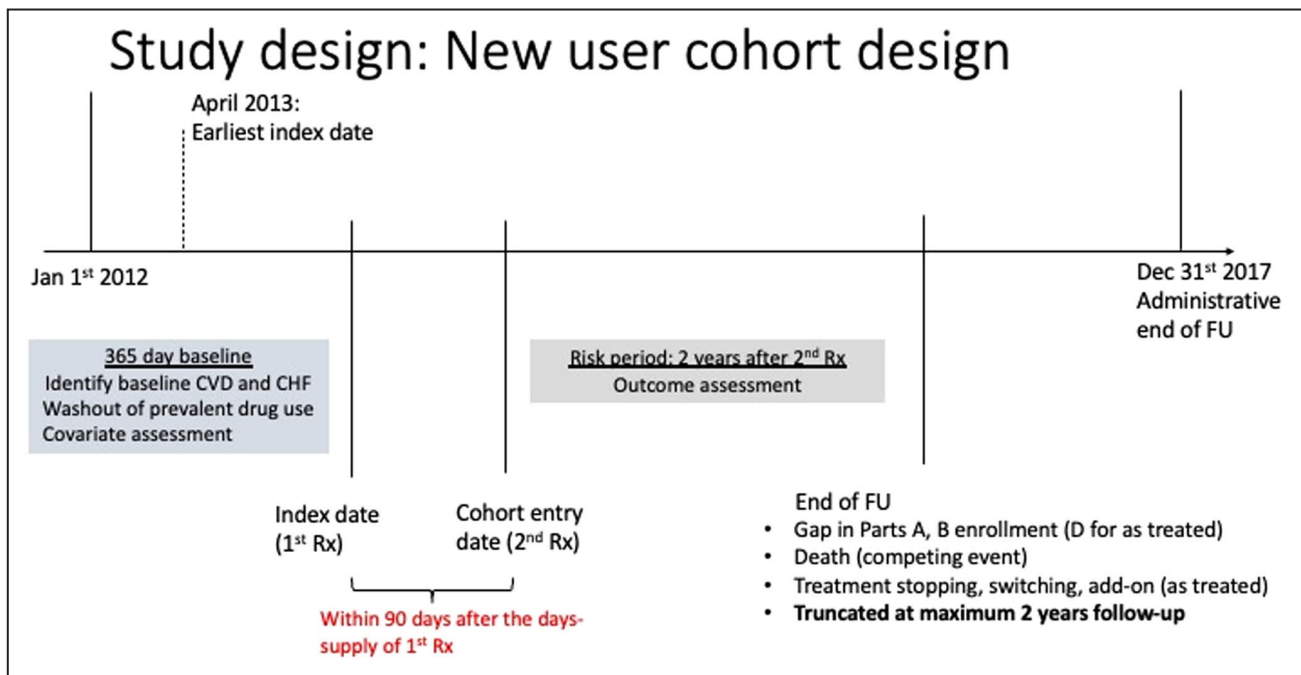 Study design: New user cohort design
April 2013:
Earliest index date
Jan 1st 2012
Dec 31st 2017
Administrative
end of FU
365 day baseline
Identify baseline CVD and CHF
Washout of prevalent drug use
Covariate assessment
Risk period: 2 years after 2nd Rx
Outcome assessment
Index date
(1st Rx)
Cohort entry
date (2nd Rx)
Within 90 days after the days-
supply of 1st Rx
End of FU
• Gap in Parts A, B enrollment (D for as treated)
• Death (competing event)
• Treatment stopping, switching, add-on (as treated)
• Truncated at maximum 2 years follow-up